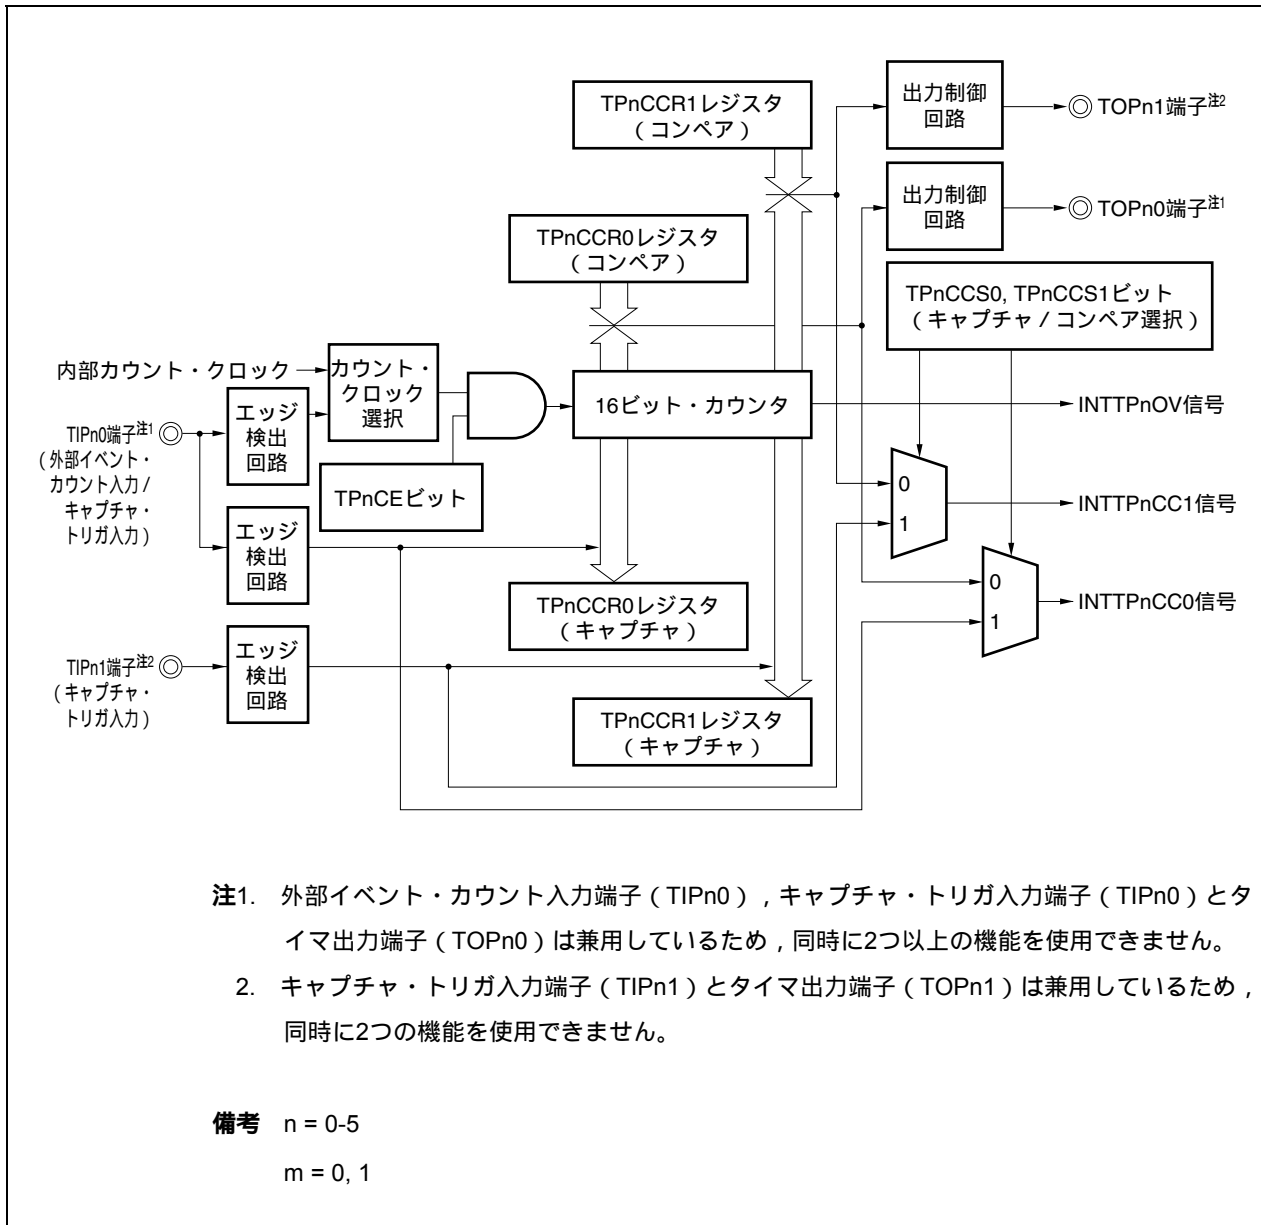 TPnCCR1レジスタ
（コンペア）
出力制御
回路
TOPn1端子注2
出力制御
回路
TOPn0端子注1
TPnCCR0レジスタ
（コンペア）
TPnCCS0, TPnCCS1ビット
（キャプチャ／コンペア選択）
内部カウント・クロック
カウント・
クロック
選択
16ビット・カウンタ
INTTPnOV信号
TIPn0端子注1
（外部イベント・
カウント入力／
キャプチャ・
トリガ入力）
エッジ
検出
回路
TPnCEビット
0
1
INTTPnCC1信号
エッジ
検出
回路
0
1
INTTPnCC0信号
TPnCCR0レジスタ
（キャプチャ）
TIPn1端子注2
（キャプチャ・
トリガ入力）
エッジ
検出
回路
TPnCCR1レジスタ
（キャプチャ）
注1. 外部イベント・カウント入力端子（TIPn0），キャプチャ・トリガ入力端子（TIPn0）とタ
イマ出力端子（TOPn0）は兼用しているため，同時に2つ以上の機能を使用できません。
2. キャプチャ・トリガ入力端子（TIPn1）とタイマ出力端子（TOPn1）は兼用しているため，
同時に2つの機能を使用できません。
備考 n = 0-5
m = 0, 1